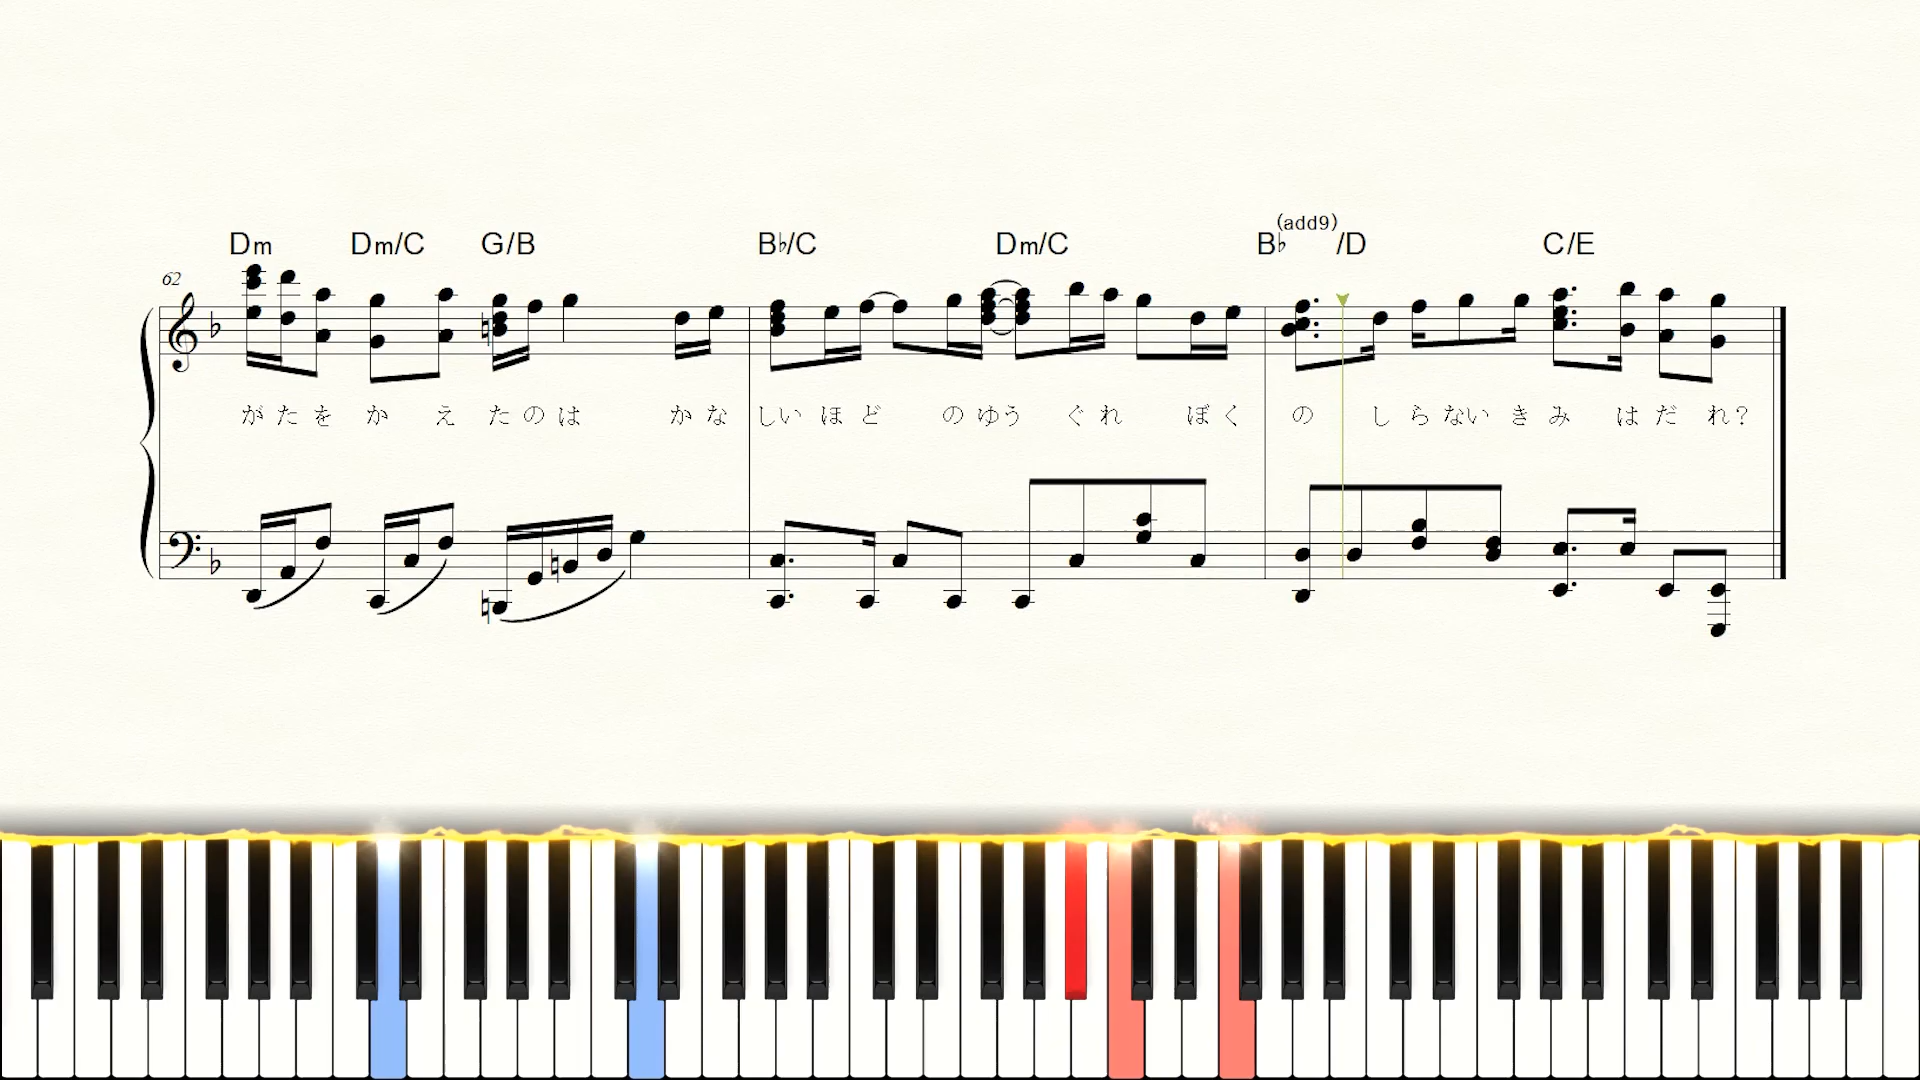 (add9)
Dm Dm/C G/B B♭/C Dm/C B♭ /D C/E
62
が た を か え た の は か な しい ほ ど の ゆう ぐ れ ぼ く の し ら ない き み は だ れ?